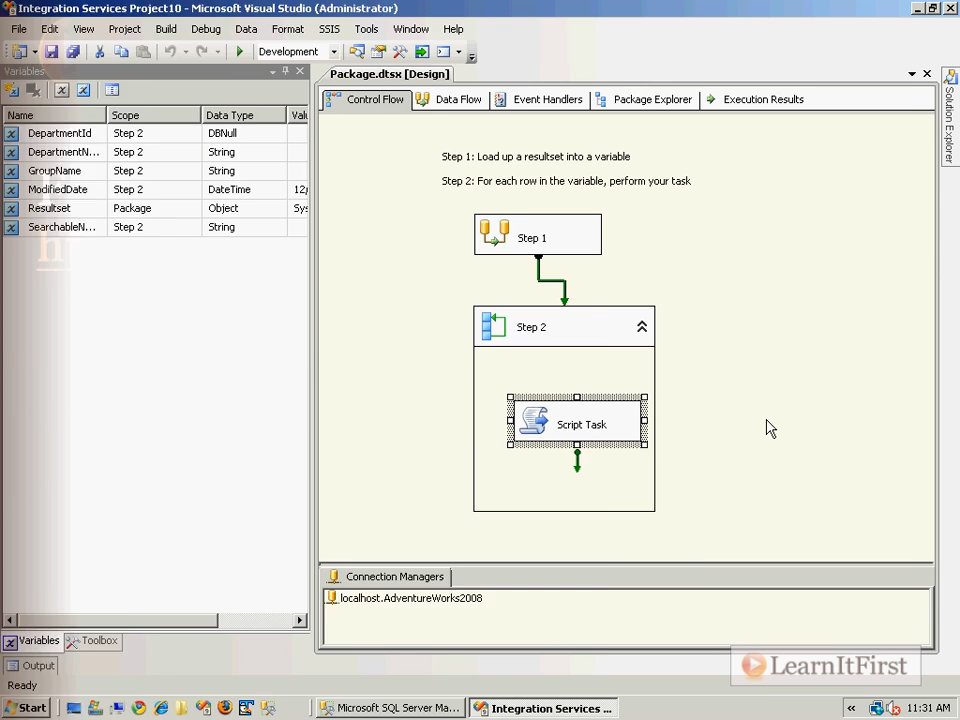 Integration Services Project10 - Microsoft Visual Studio (Administrator)
File Edit View Project Build Debug Data Format SSIS Tools Window Help
Development
Variables
Package.dtsx [Design]
Control Flow Data Flow Event Handlers Package Explorer Execution Results
Solution Explorer
Name Scope Data Type Valu
DepartmentId Step 2 DBNull
DepartmentN... Step 2 String
GroupName Step 2 String
ModifiedDate Step 2 DateTime 12/
Resultset Package Object Sys
SearchableN... Step 2 String
Step 1: Load up a resultset into a variable
Step 2: For each row in the variable, perform your task
Step 1
Step 2
Script Task
Connection Managers
localhost.AdventureWorks2008
Variables Toolbox
Output
Ready
LearnItFirst
Start Microsoft SQL Server Ma... Integration Services ... « 11:31 AM